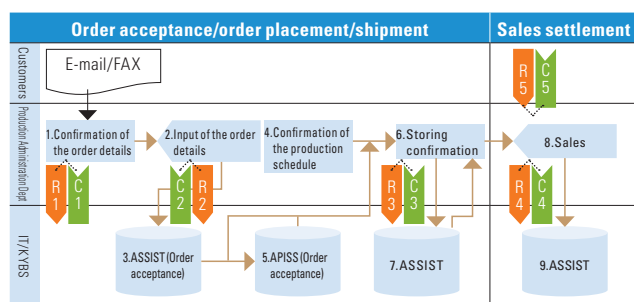 Order acceptance/order placement/shipment
Sales settlement
Customers
E-mail/FAX
R
5
C
5
Production Administration Dept
1.Confirmation of
the order details
2.Input of the order
details
4.Confirmation of
the production
schedule
6.Storing
confirmation
8.Sales
R
1
C
1
C
2
R
2
R
3
C
3
R
4
C
4
IT/KYBS
3.ASSIST(Order
acceptance)
5.APISS(Order
acceptance)
7.ASSIST
9.ASSIST